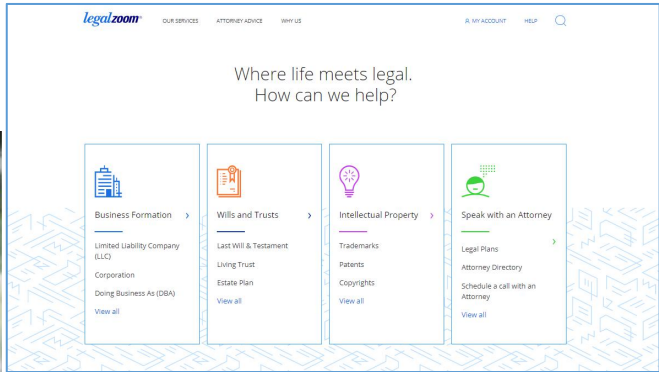 legalzoom
OUR SERVICES ATTORNEY ADVICE WHY US MY ACCOUNT HELP
Where life meets legal.
How can we help?
Business Formation
Limited Liability Company
(LLC)
Corporation
Doing Business As (DBA)
View all
Wills and Trusts
Last Will & Testament
Living Trust
Estate Plan
View all
Intellectual Property
Trademarks
Patents
Copyrights
View all
Speak with an Attorney
Legal Plans
Attorney Directory
Schedule a call with an
Attorney
View all